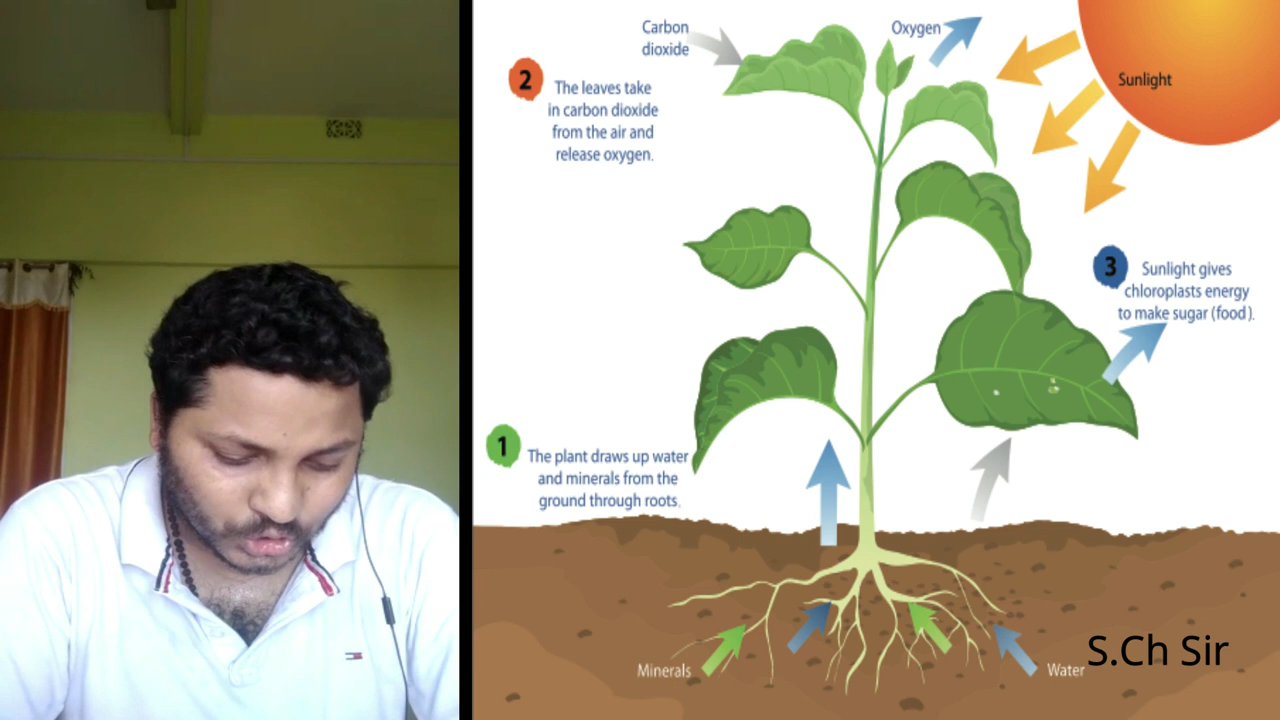 Carbon
dioxide
Oxygen
Sunlight
2
The leaves take
in carbon dioxide
from the air and
release oxygen.
3
Sunlight gives
chloroplasts energy
to make sugar (food).
1
The plant draws up water
and minerals from the
ground through roots.
Minerals
Water
S.Ch Sir